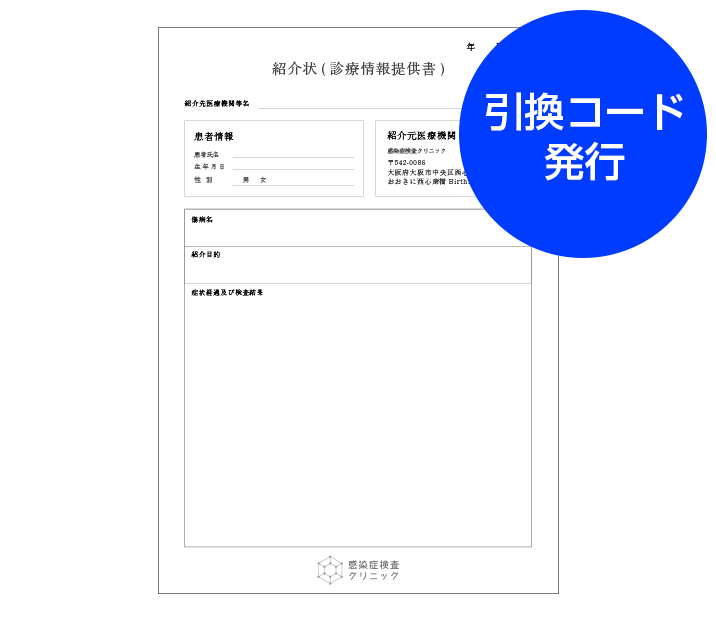 年
紹介状 ( 診療情報提供書 )
引換コード
発行
紹介元医療機関等名
患者情報
患者氏名
生年月日
性 別 男 女
紹介元医療機関
感染症検査クリニック
〒542-0086
大阪府大阪市中央区西心
おおきに西心斎橋 Birth
傷病名
紹介目的
症状経過及び検査結果
感染症検査
クリニック